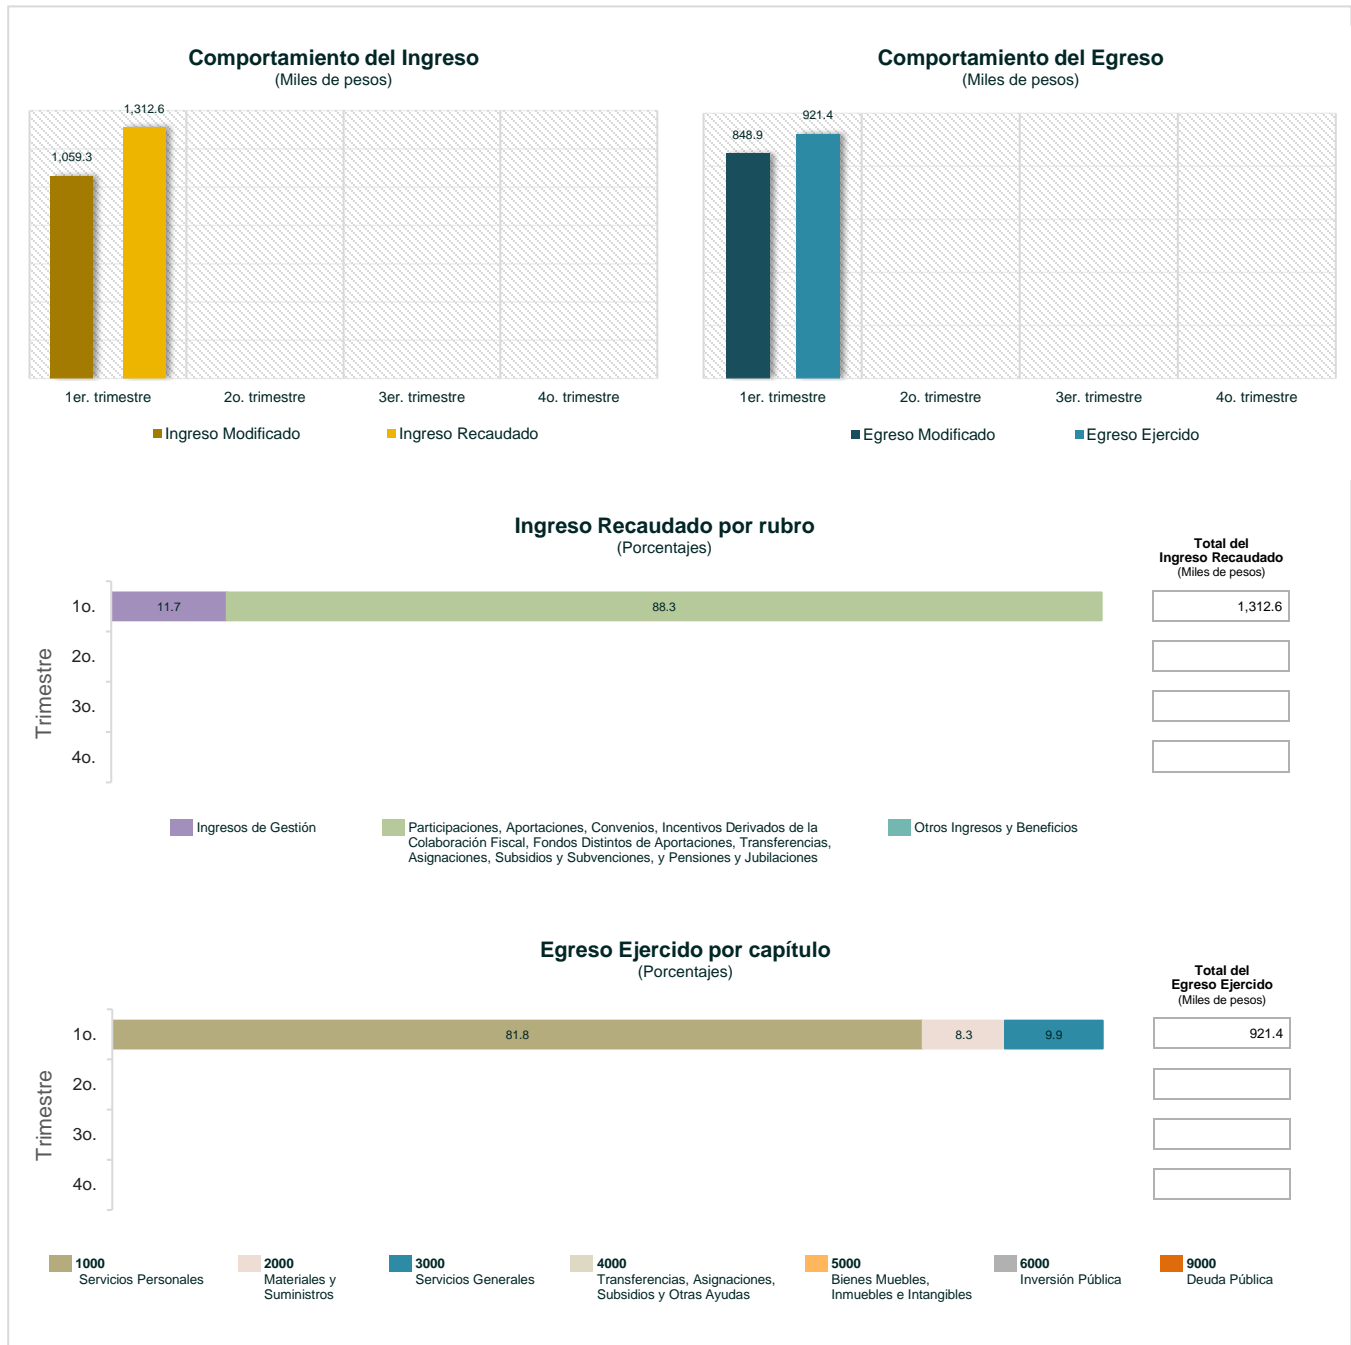 Comportamiento del Ingreso
(Miles de pesos)
1,312.6
1,059.3
1er. trimestre
2o. trimestre
3er. trimestre
4o. trimestre
Ingreso Modificado
Ingreso Recaudado
Comportamiento del Egreso
(Miles de pesos)
921.4
848.9
1er. trimestre
2o. trimestre
3er. trimestre
4o. trimestre
Egreso Modificado
Egreso Ejercido
Ingreso Recaudado por rubro
(Porcentajes)
Total del
Ingreso Recaudado
(Miles de pesos)
Trimestre
1o.
11.7
88.3
1,312.6
2o.
3o.
4o.
Ingresos de Gestión
Participaciones, Aportaciones, Convenios, Incentivos Derivados de la
Colaboración Fiscal, Fondos Distintos de Aportaciones, Transferencias,
Asignaciones, Subsidios y Subvenciones, y Pensiones y Jubilaciones
Otros Ingresos y Beneficios
Egreso Ejercido por capítulo
(Porcentajes)
Total del
Egreso Ejercido
(Miles de pesos)
Trimestre
1o.
81.8
8.3
9.9
921.4
2o.
3o.
4o.
1000
Servicios Personales
2000
Materiales y
Suministros
3000
Servicios Generales
4000
Transferencias, Asignaciones,
Subsidios y Otras Ayudas
5000
Bienes Muebles,
Inmuebles e Intangibles
6000
Inversión Pública
9000
Deuda Pública